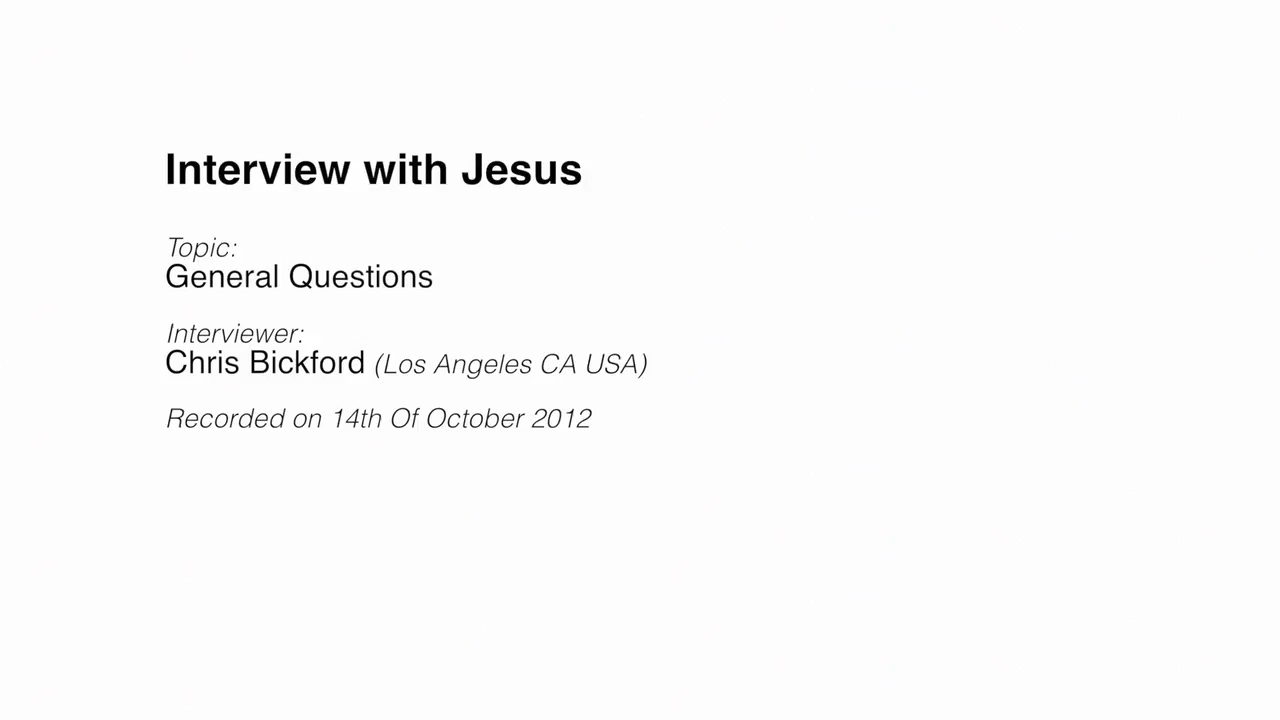 Interview with Jesus
Topic:
General Questions
Interviewer:
Chris Bickford (Los Angeles CA USA)
Recorded on 14th Of October 2012